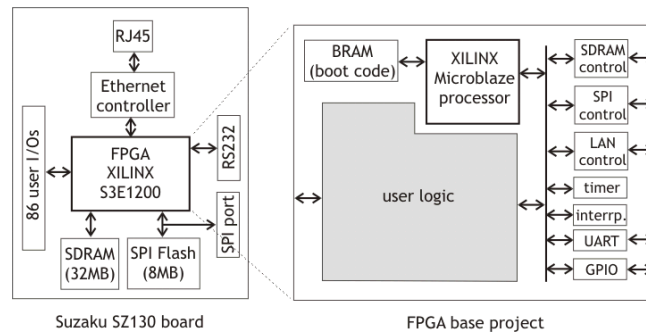 RJ45
Ethernet
controller
86 user I/Os
FPGA
XILINX
S3E1200
RS232
SDRAM
(32MB)
SPI Flash
(8MB)
SPI port
Suzaku SZ130 board
BRAM
(boot code)
XILINX
Microblaze
processor
user logic
SDRAM
control
SPI
control
LAN
control
timer
interrp.
UART
GPIO
FPGA base project